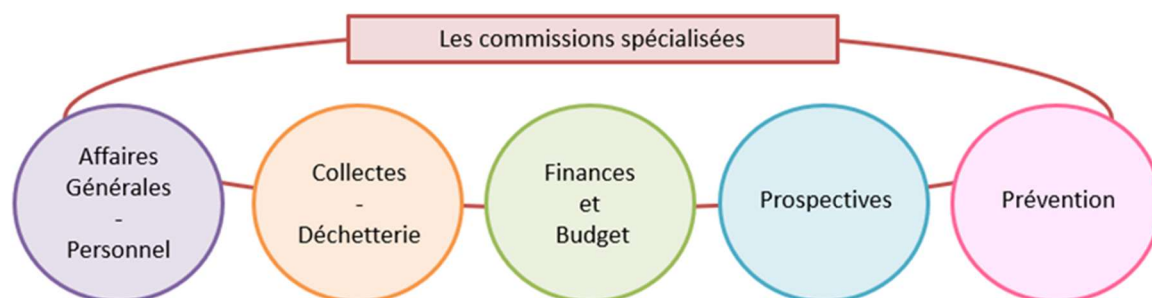 Les commissions spécialisées
Affaires
Générales
-
Personnel
Collectes
-
Déchetterie
Finances
et
Budget
Prospectives
Prévention